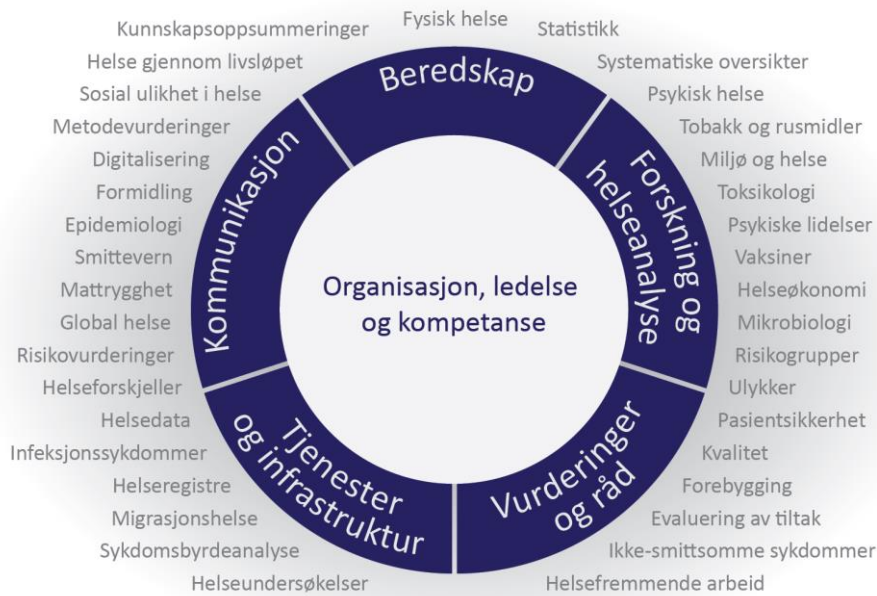 Fysisk helse
Kunnskapsoppsummeringer
Statistikk
Helse gjennom livsløpet
Systematiske oversikter
Sosial ulikhet i helse
Psykisk helse
Metodevurderinger
Tobakk og rusmidler
Digitalisering
Miljø og helse
Formidling
Toksikologi
Epidemiologi
Psykiske lidelser
Smittevern
Vaksiner
Mattrygghet
Helseøkonomi
Global helse
Mikrobiologi
Risikovurderinger
Risikogrupper
Helseforskjeller
Ulykker
Helsedata
Pasientsikkerhet
Infeksjonssykdommer
Kvalitet
Helseregistre
Forebygging
Migrasjonshelse
Evaluering av tiltak
Sykdomsbyrdeanalyse
Ikke-smittsomme sykdommer
Helseundersøkelser
Helsefremmende arbeid
Beredskap
Forskning og
helseanalyse
Vurderinger
og råd
Tjenester
og infrastruktur
Kommunikasjon
Organisasjon, ledelse
og kompetanse